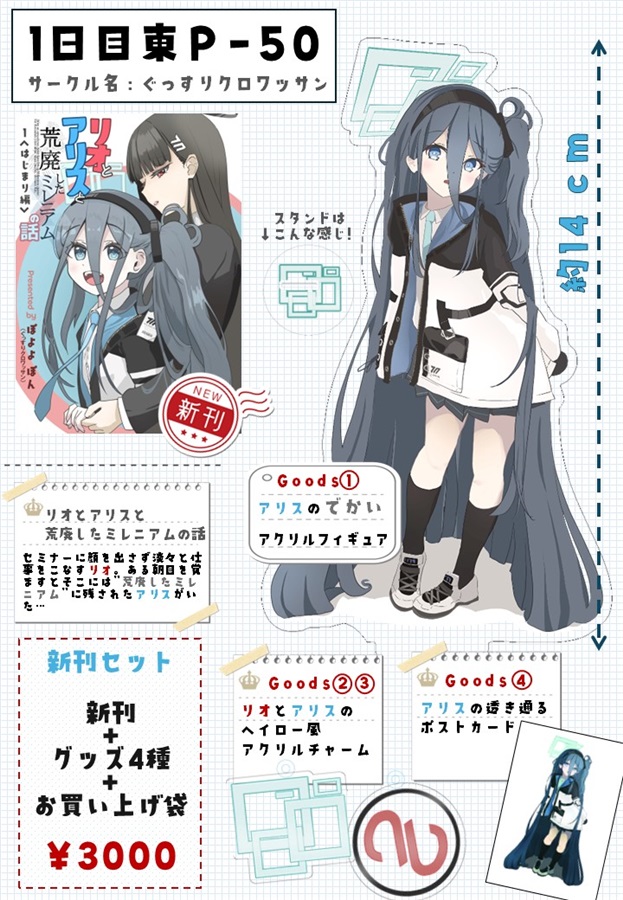 1日目東P-50
サークル名：ぐっすりクロワッサン
リオと
アリスと
荒廃した
ミレニアム
の話
1<はじまり編>
Presented by ぽよよぽん
(ぐっすりクロワッサン)
NEW
新刊
スタンドは
↓こんな感じ!
約14cm
Goods①
アリスのでかい
アクリルフィギュア
リオとアリスと
荒廃したミレニアムの話
セミナーに顔を出さず淡々と仕
事をこなすリオ。ある朝目を覚
ますとそこには"荒廃したミレ
ニアム"に残されたアリスがい
た…
新刊セット
新刊
+
グッズ4種
+
お買い上げ袋
¥3000
Goods②③
リオとアリスの
ヘイロー風
アクリルチャーム
Goods④
アリスの透き通る
ポストカード